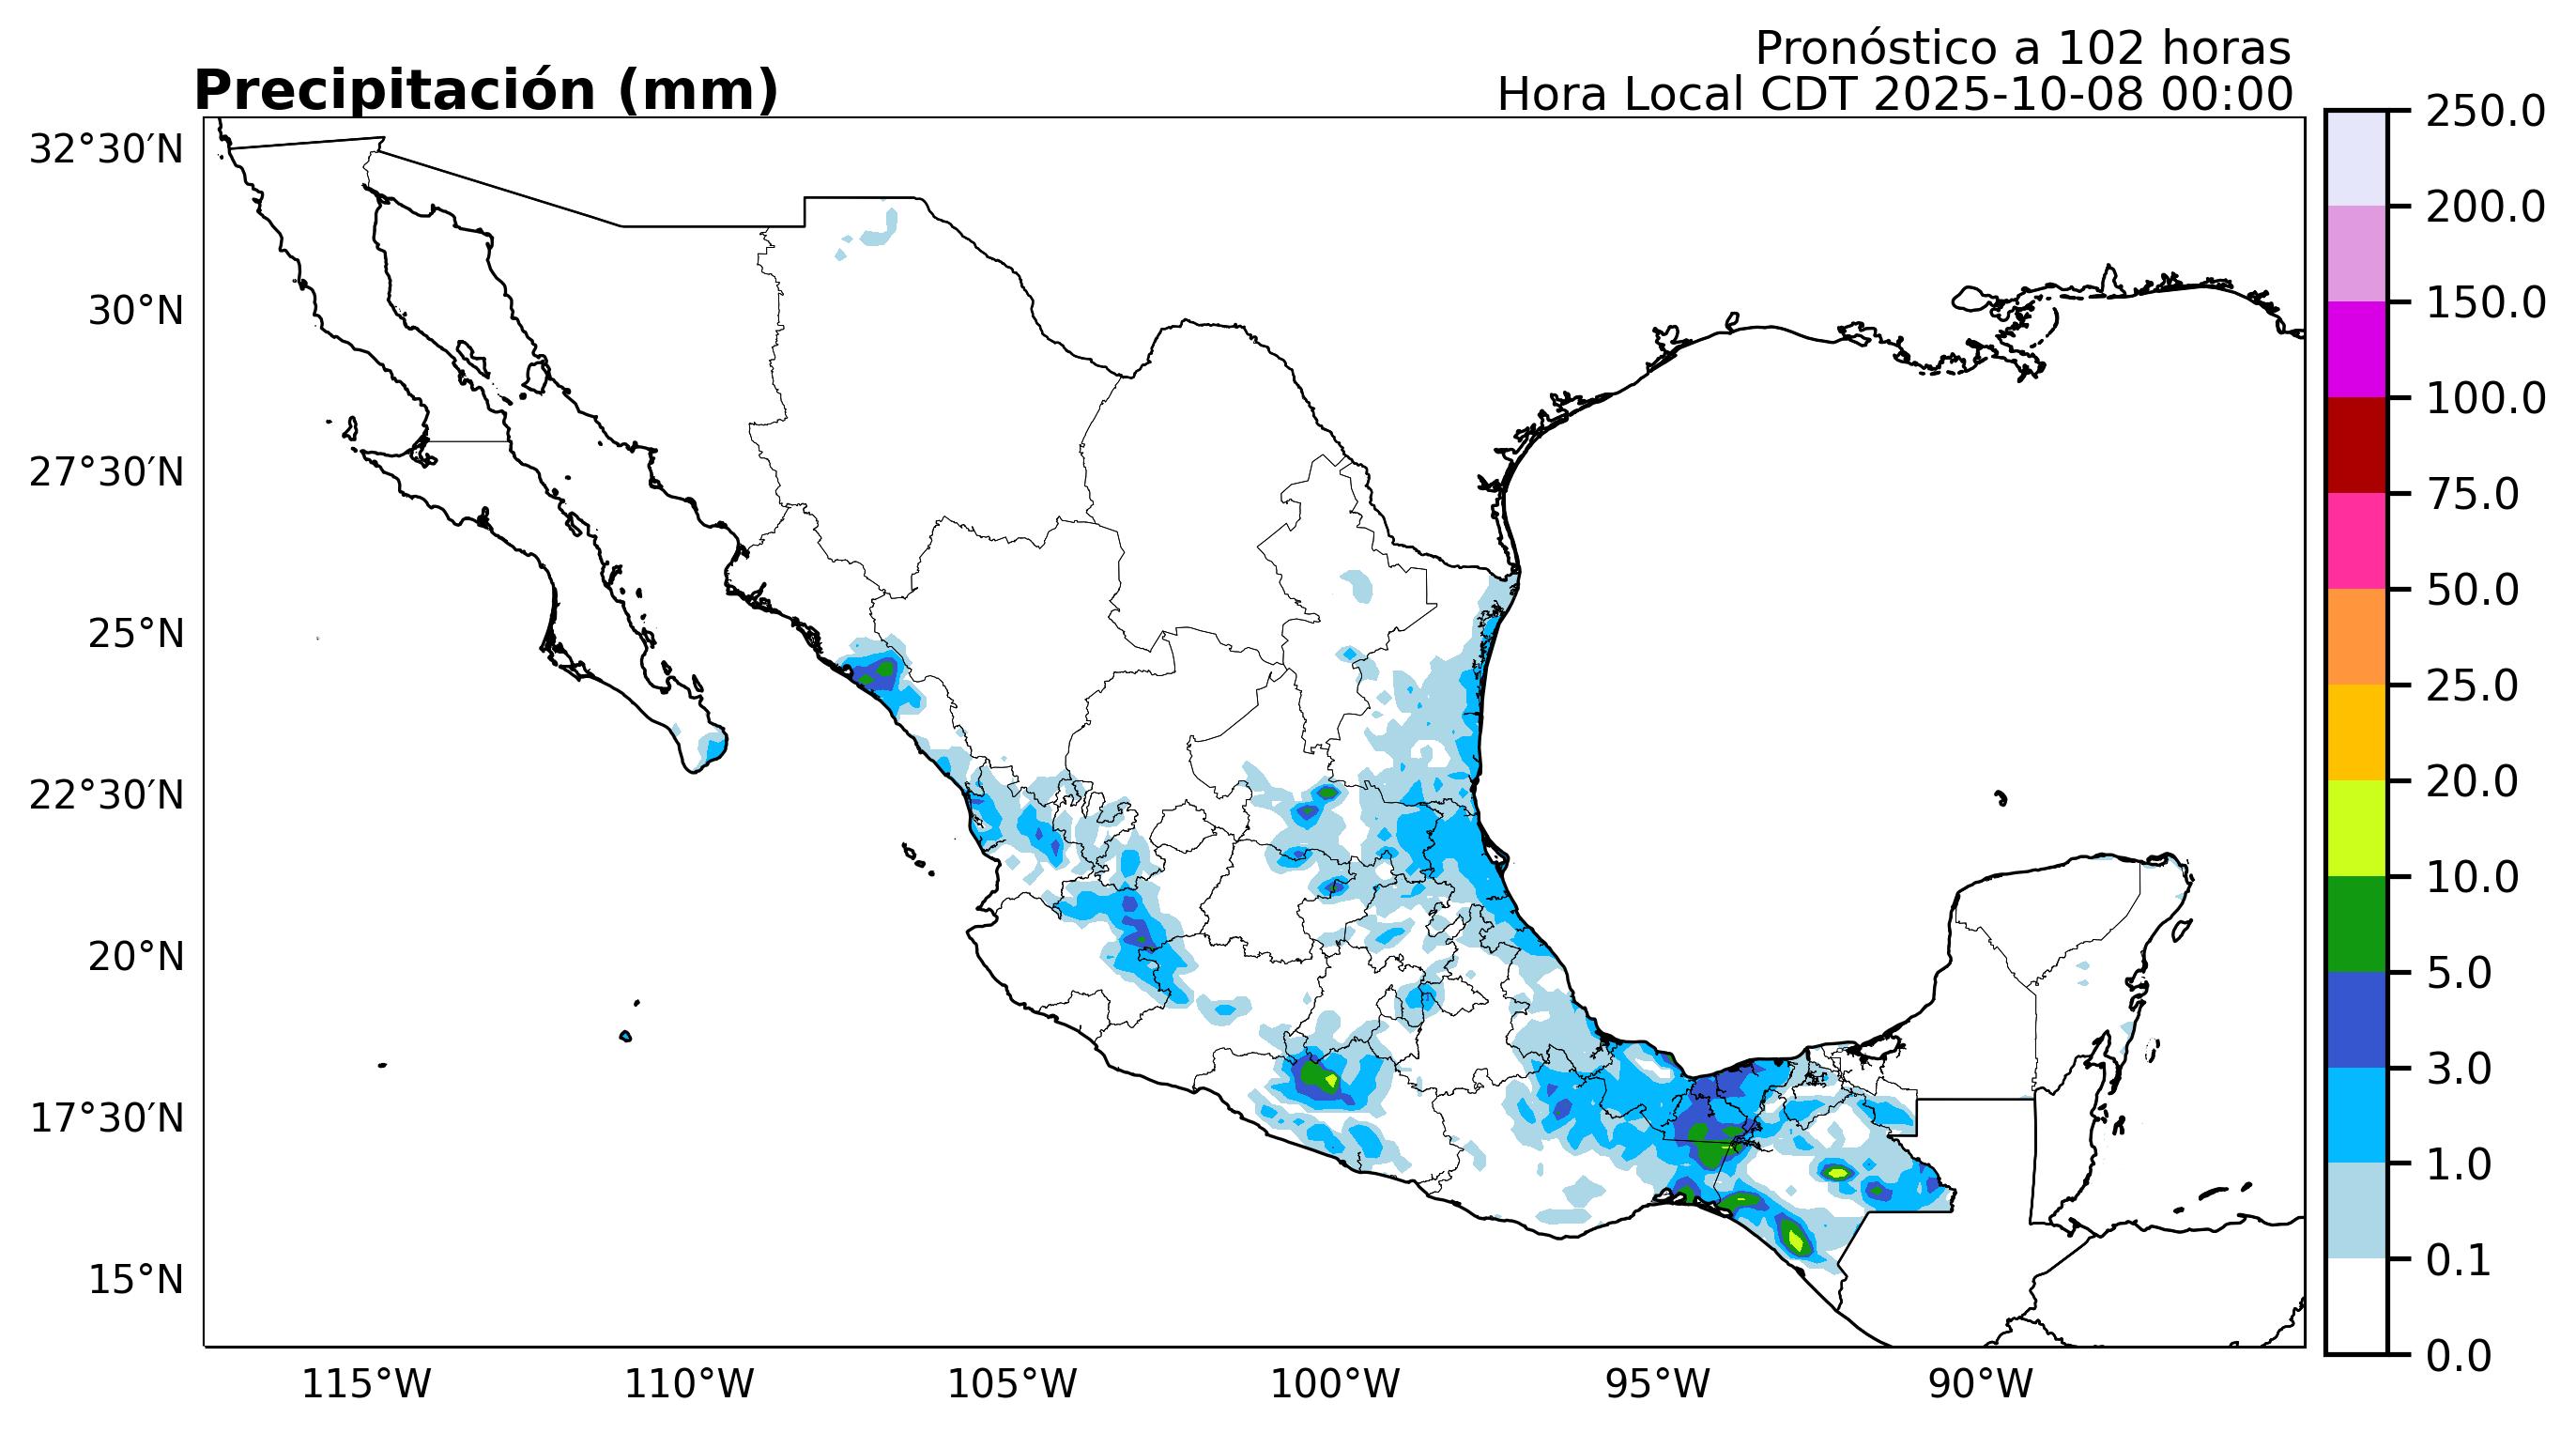 Pronóstico a 102 horas
Precipitación (mm)
Hora Local CDT 2025-10-08 00:00
32°30′N
30°N
27°30′N
25°N
22°30′N
20°N
17°30′N
15°N
115°W
110°W
105°W
100°W
95°W
90°W
250.0
200.0
150.0
100.0
75.0
50.0
25.0
20.0
10.0
5.0
3.0
1.0
0.1
0.0